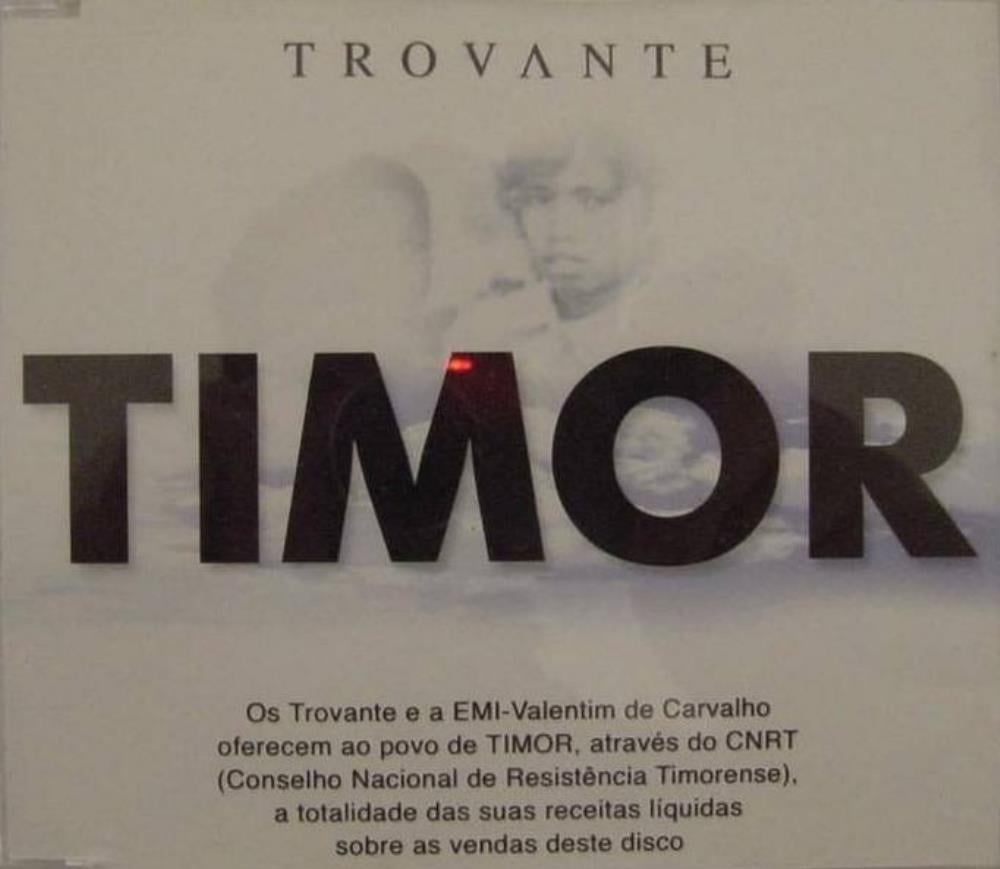 TROVANTE
TIMOR
Os Trovante e a EMI-Valentim de Carvalho
oferecem ao povo de TIMOR, através do CNRT
(Conselho Nacional de Resistência Timorense),
a totalidade das suas receitas líquidas
sobre as vendas deste disco